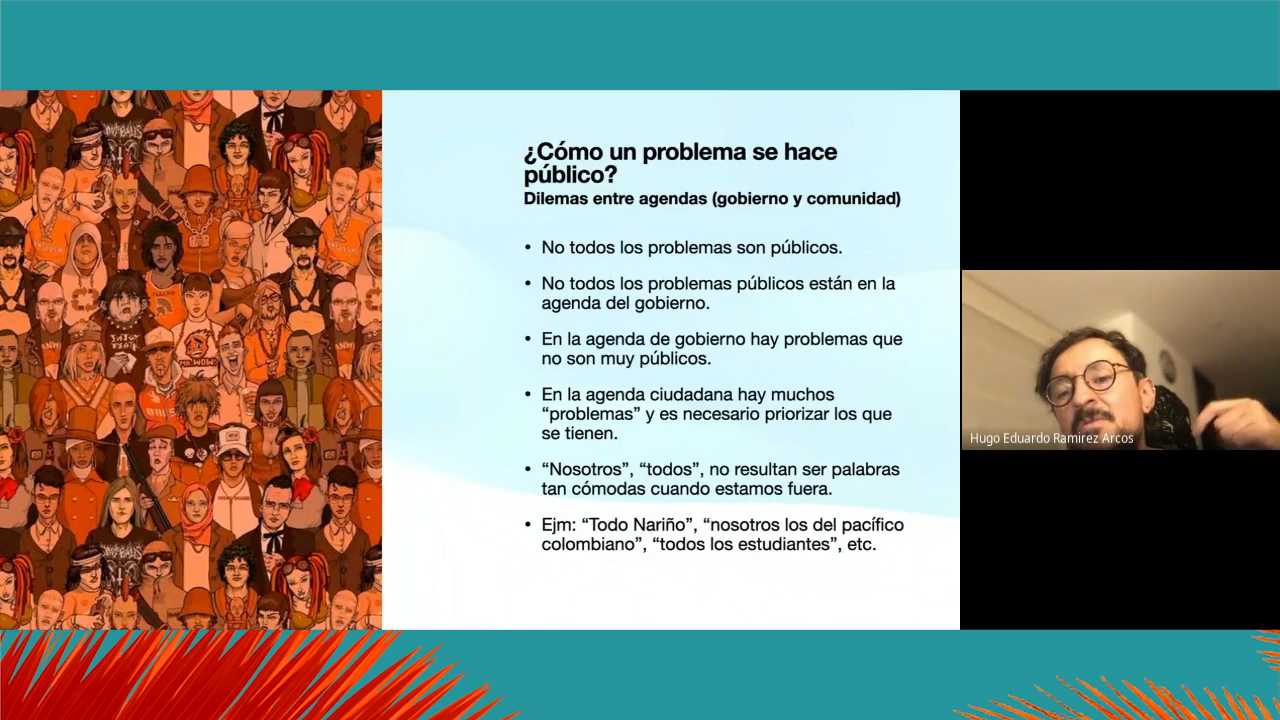 ¿Cómo un problema se hace
público?
Dilemas entre agendas (gobierno y comunidad)
• No todos los problemas son públicos.
• No todos los problemas públicos están en la
agenda del gobierno.
• En la agenda de gobierno hay problemas que
no son muy públicos.
• En la agenda ciudadana hay muchos
“problemas” y es necesario priorizar los que
se tienen.
• “Nosotros”, “todos”, no resultan ser palabras
tan cómodas cuando estamos fuera.
• Ejm: “Todo Nariño”, “nosotros los del pacífico
colombiano”, “todos los estudiantes”, etc.
Hugo Eduardo Ramirez Arcos
MR.WOW!